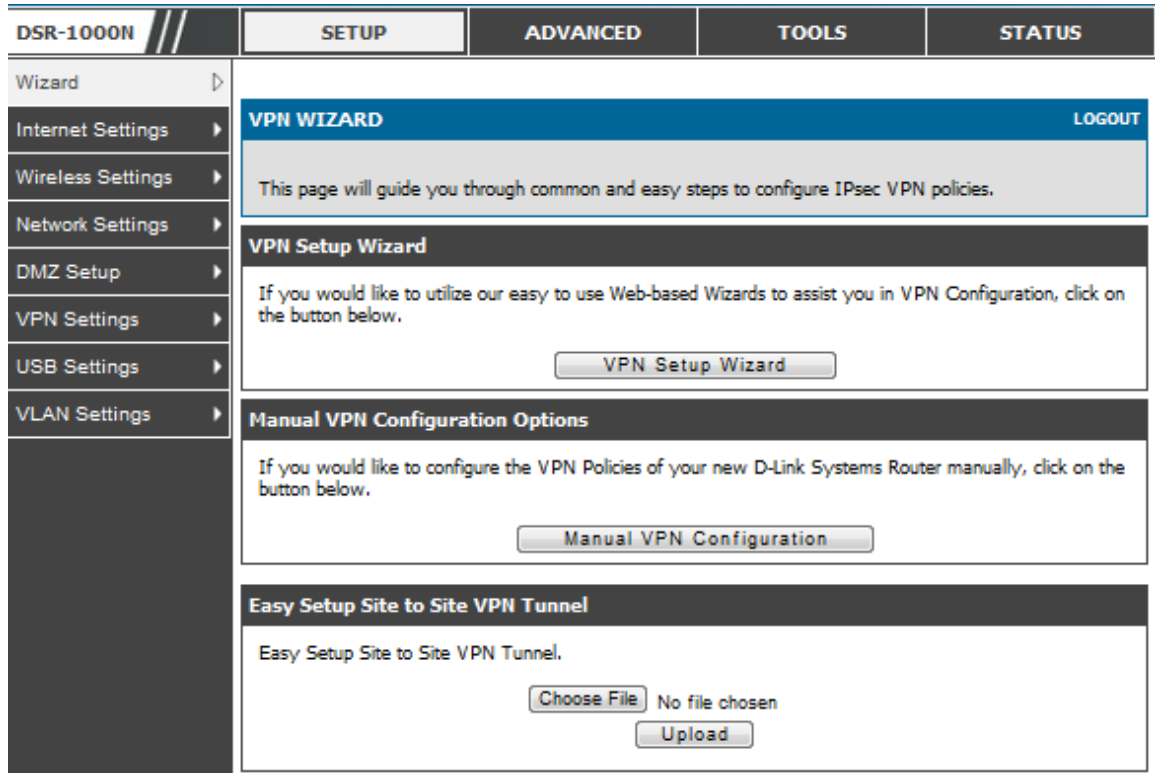 DSR-1000N
SETUP
ADVANCED
TOOLS
STATUS
Wizard
Internet Settings
Wireless Settings
Network Settings
DMZ Setup
VPN Settings
USB Settings
VLAN Settings
VPN WIZARD
LOGOUT
This page will guide you through common and easy steps to configure IPsec VPN policies.
VPN Setup Wizard
If you would like to utilize our easy to use Web-based Wizards to assist you in VPN Configuration, click on
the button below.
VPN Setup Wizard
Manual VPN Configuration Options
If you would like to configure the VPN Policies of your new D-Link Systems Router manually, click on the
button below.
Manual VPN Configuration
Easy Setup Site to Site VPN Tunnel
Easy Setup Site to Site VPN Tunnel.
Choose File No file chosen
Upload